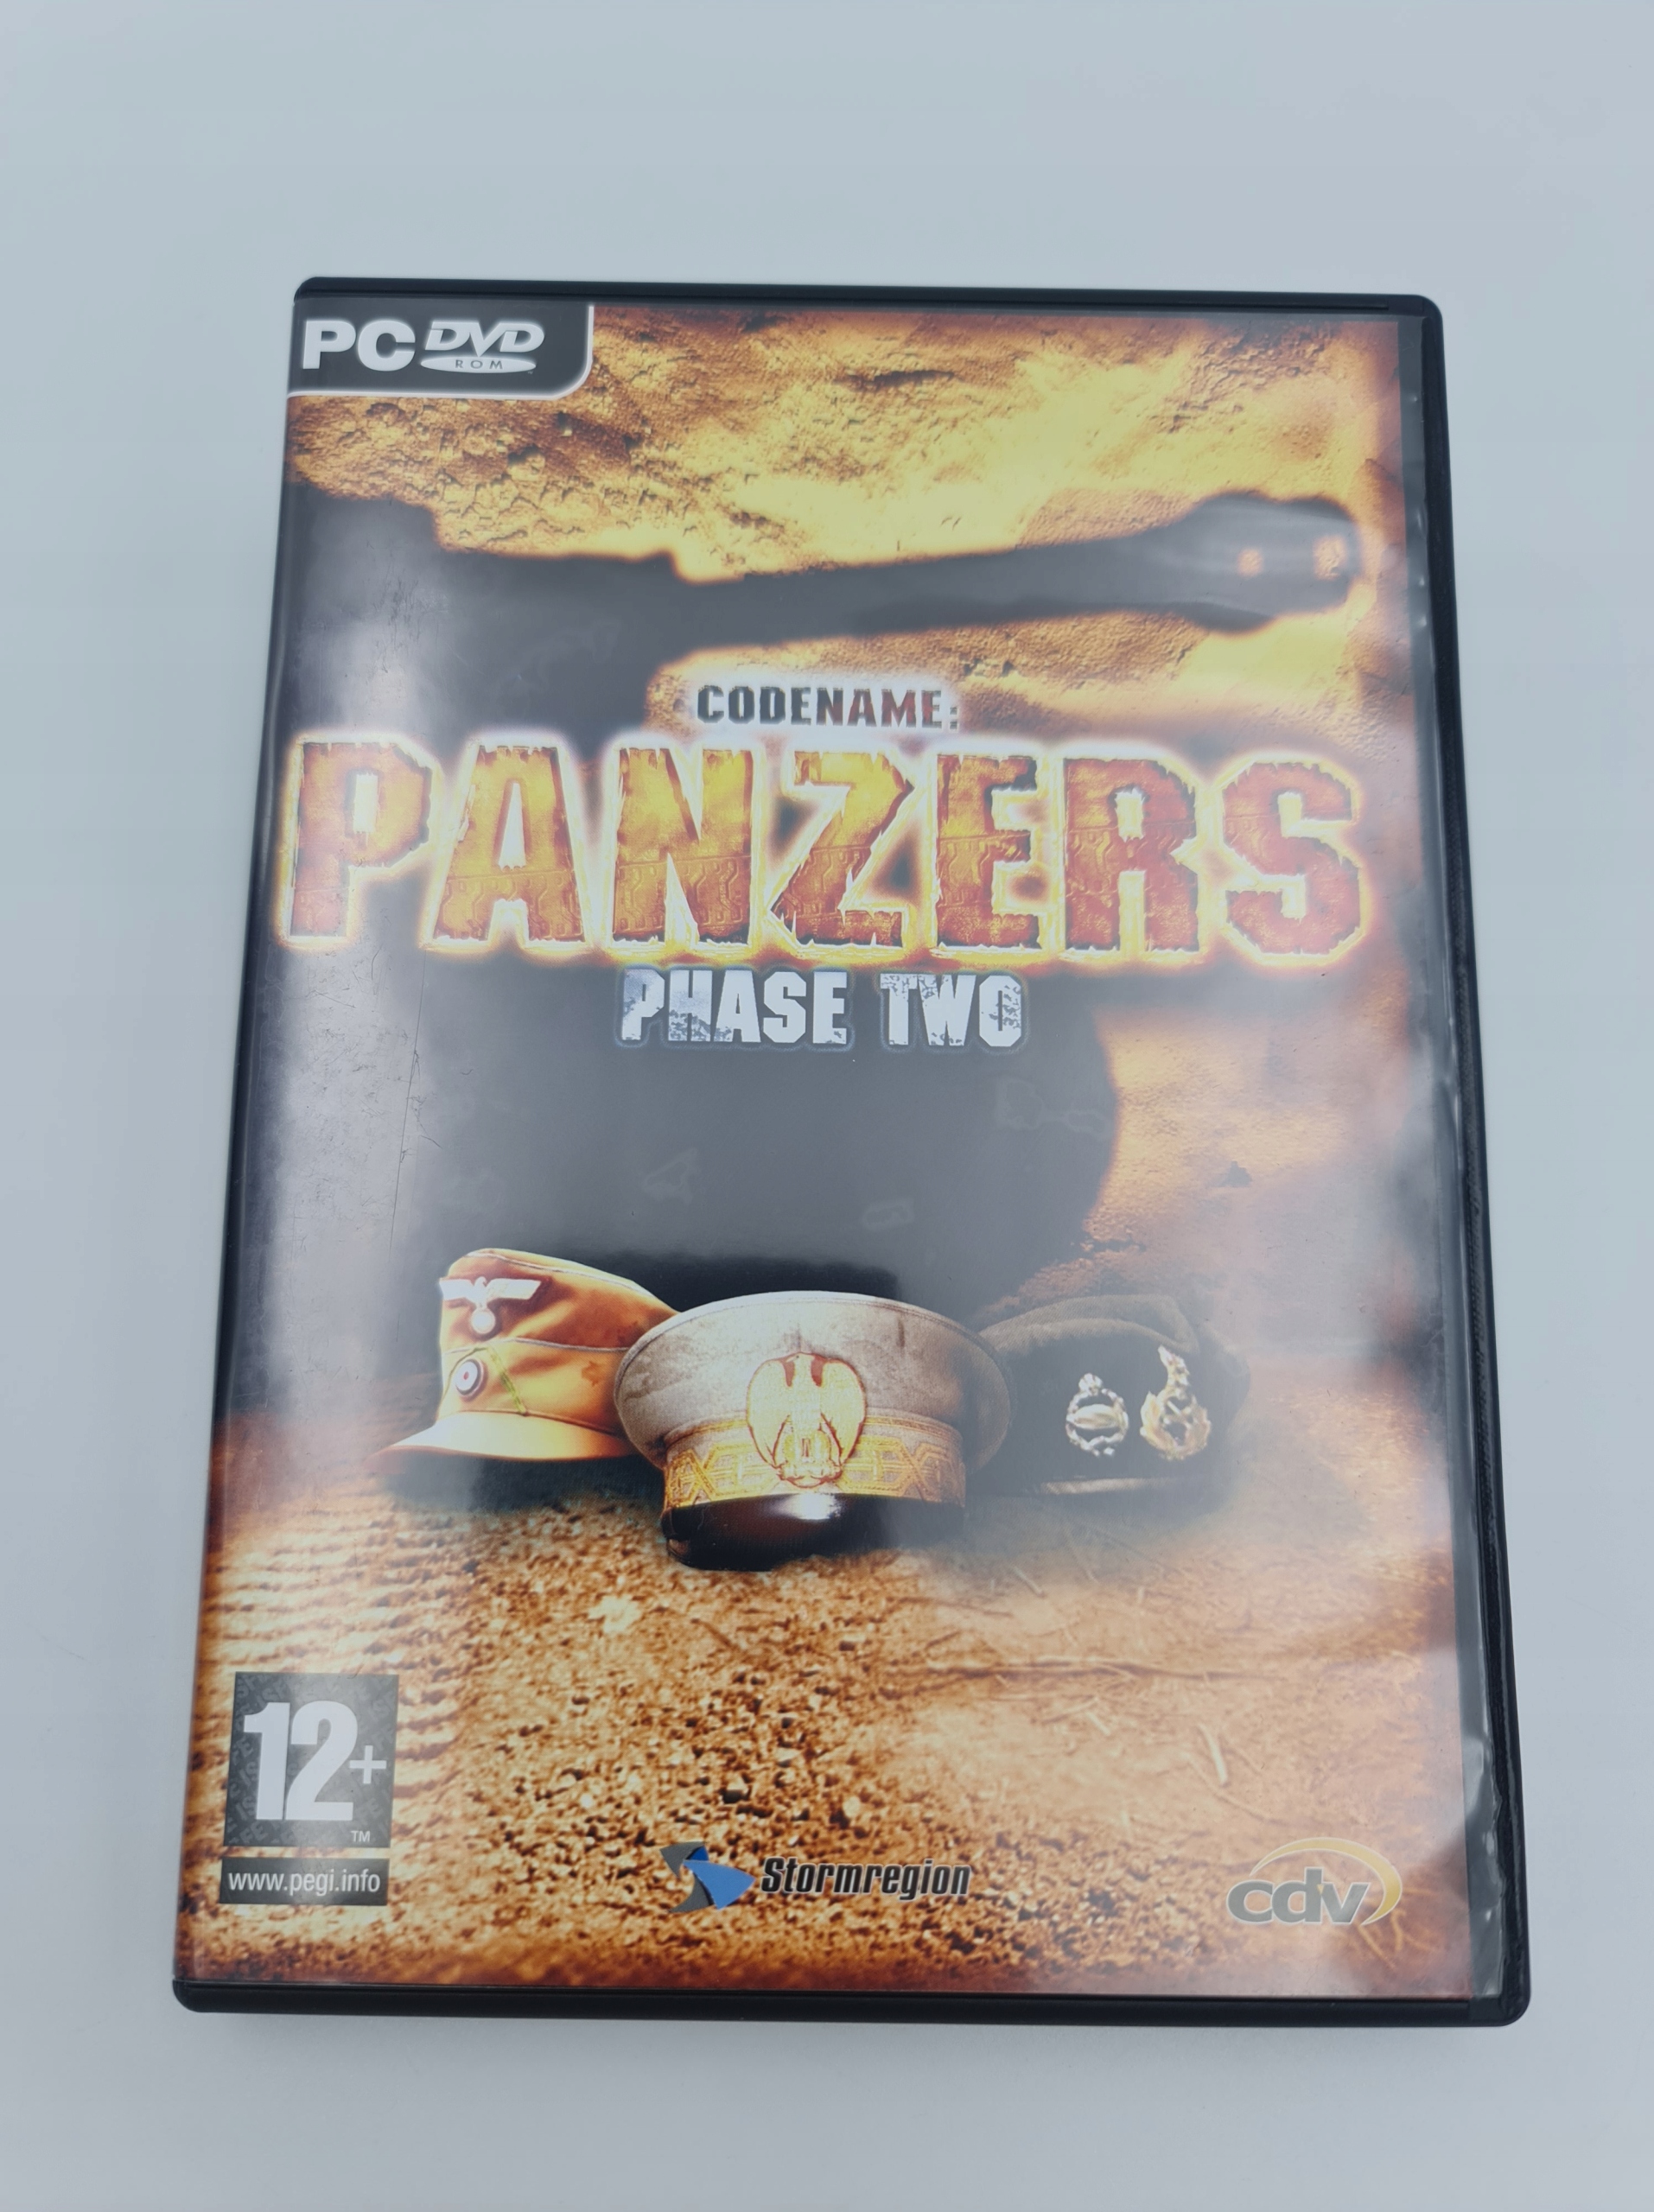 PC DVD
ROM
CODENAME:
PANZERS
PHASE TWO
12+
TM
www.pegi.info
Stormregion
cdv